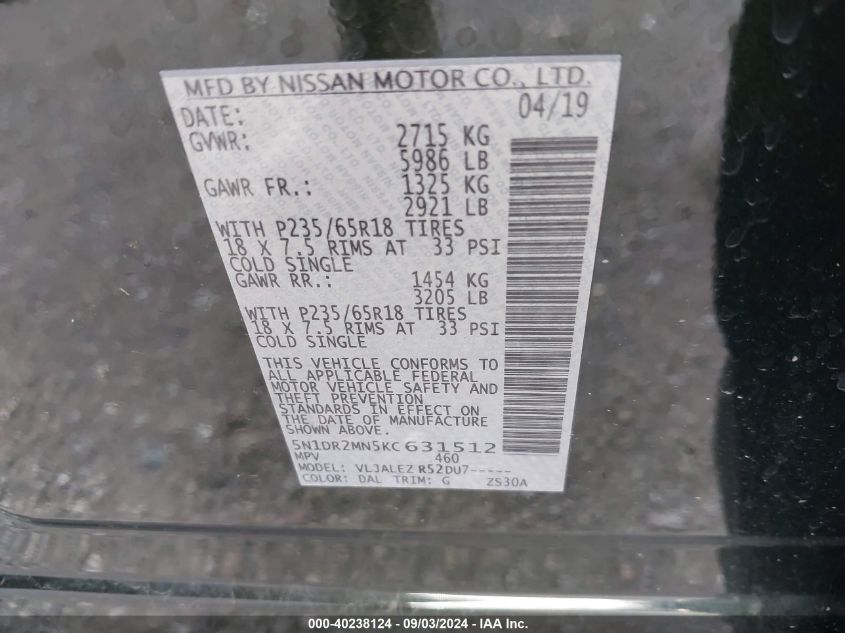 MFD BY NISSAN MOTOR CO., LTD.
DATE: 04/19
GVWR: 2715 KG
5986 LB
GAWR FR.: 1325 KG
2921 LB
WITH P235/65R18 TIRES
18 X 7.5 RIMS AT 33 PSI
COLD SINGLE
GAWR RR.: 1454 KG
3205 LB
WITH P235/65R18 TIRES
18 X 7.5 RIMS AT 33 PSI
COLD SINGLE
THIS VEHICLE CONFORMS TO
ALL APPLICABLE FEDERAL
MOTOR VEHICLE SAFETY AND
THEFT PREVENTION
STANDARDS IN EFFECT ON
THE DATE OF MANUFACTURE
SHOWN ABOVE.
5N1DR2MN5KC631512
MPV 460
MODEL: VLJALEZ R52DU7-----
COLOR: DAL TRIM: G ZS30A
000-40238124 - 09/03/2024 - IAA Inc.